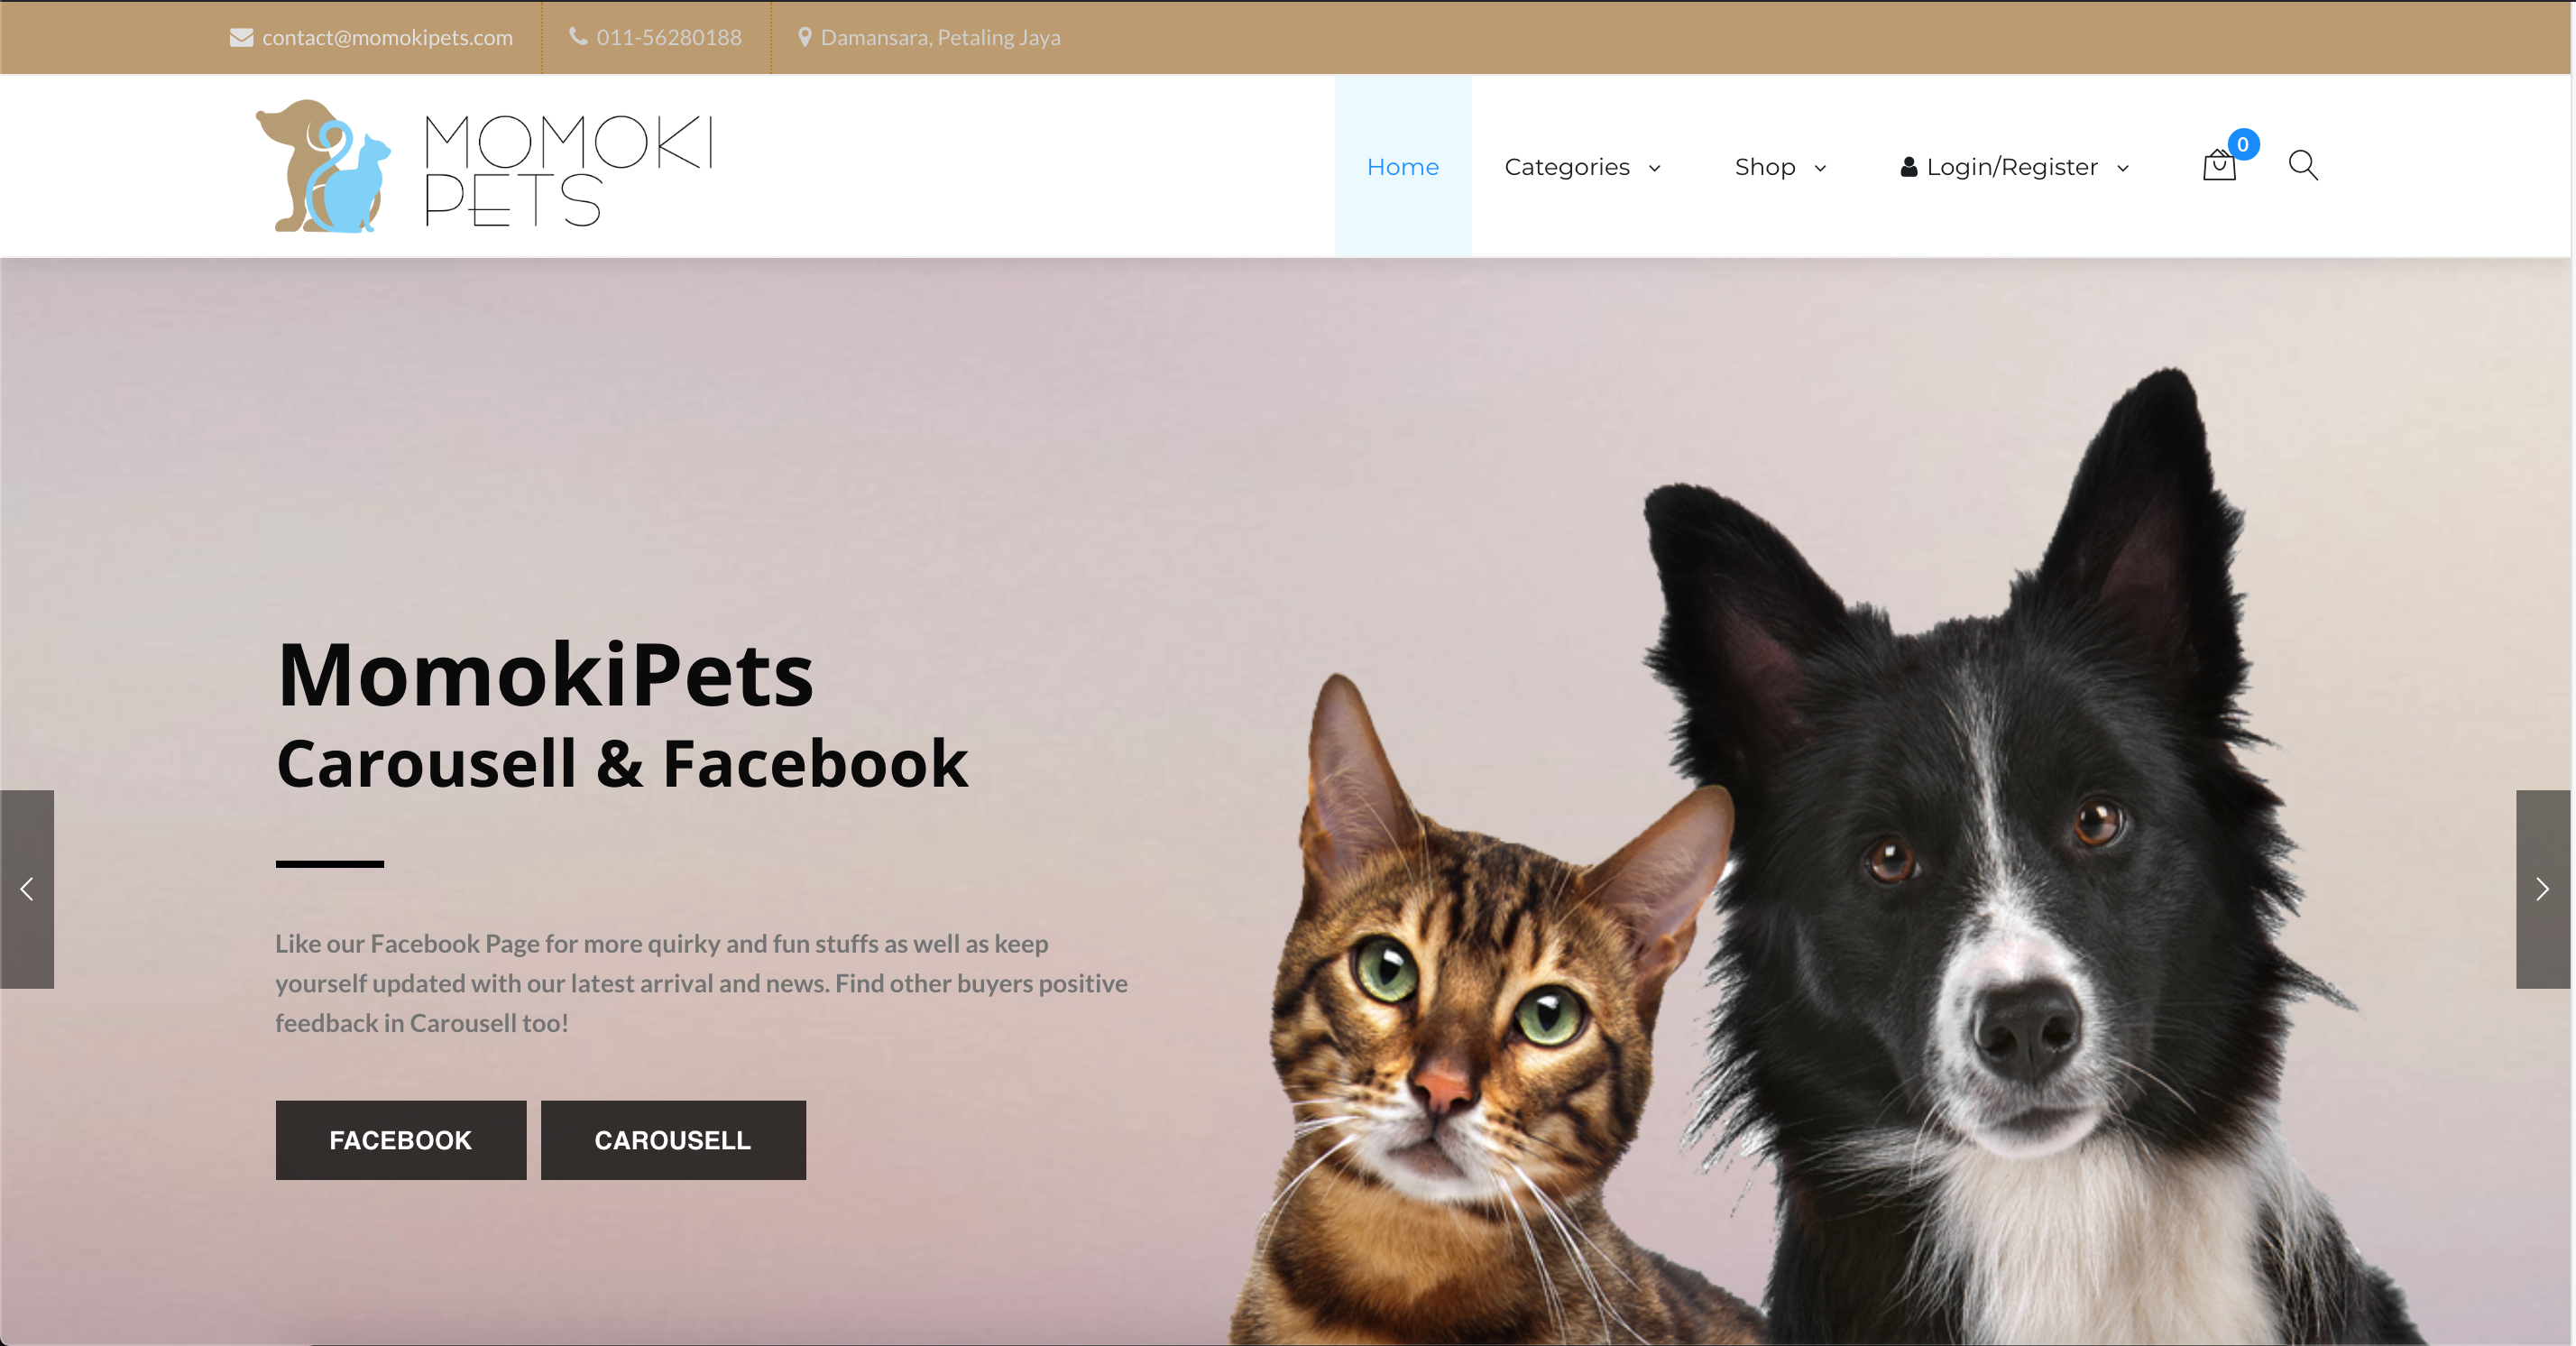 contact@momokipets.com
011-56280188
Damansara, Petaling Jaya
MOMOKI
PETS
Home
Categories
Shop
Login/Register
0
MomokiPets
Carousell & Facebook
Like our Facebook Page for more quirky and fun stuffs as well as keep
yourself updated with our latest arrival and news. Find other buyers positive
feedback in Carousell too!
FACEBOOK
CAROUSELL